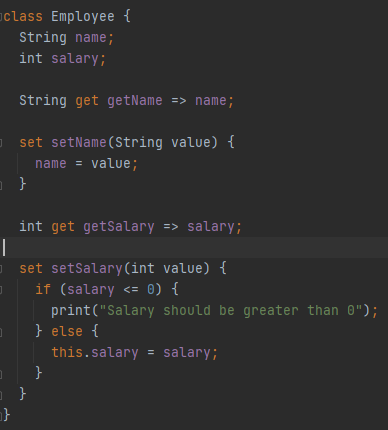 class Employee {
  String name;
  int salary;

  String get getName => name;

  set setName(String value) {
    name = value;
  }

  int get getSalary => salary;

  set setSalary(int value) {
    if (salary <= 0) {
      print("Salary should be greater than 0");
    } else {
      this.salary = salary;
    }
  }
}